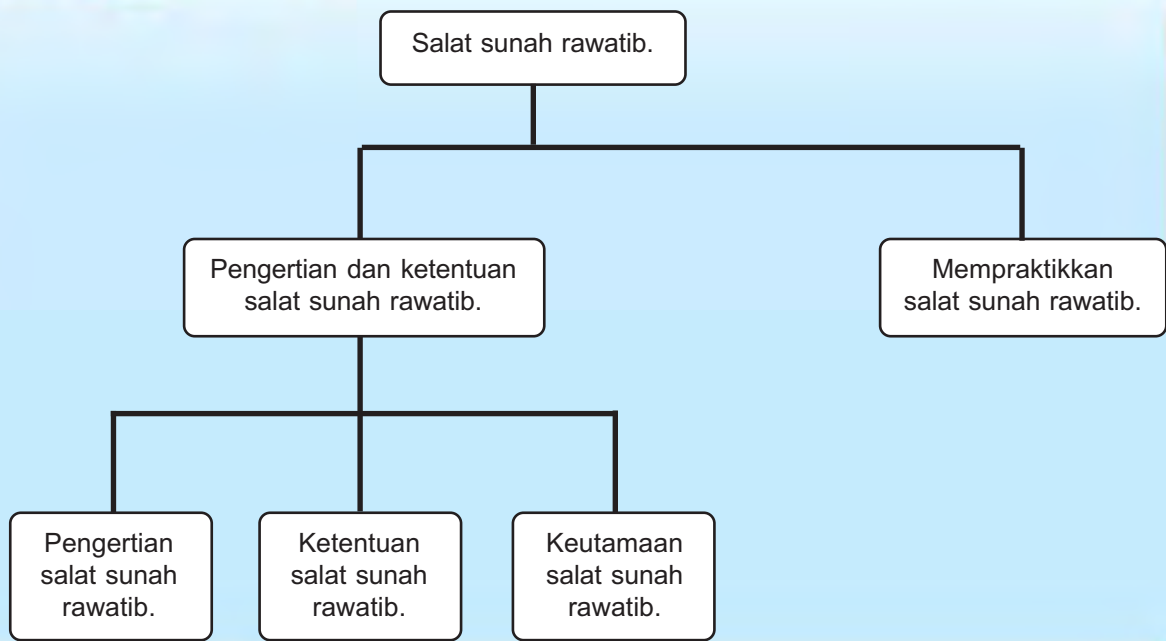 Salat sunah rawatib.
Pengertian dan ketentuan
salat sunah rawatib.
Mempraktikkan
salat sunah rawatib.
Pengertian
salat sunah
rawatib.
Ketentuan
salat sunah
rawatib.
Keutamaan
salat sunah
rawatib.